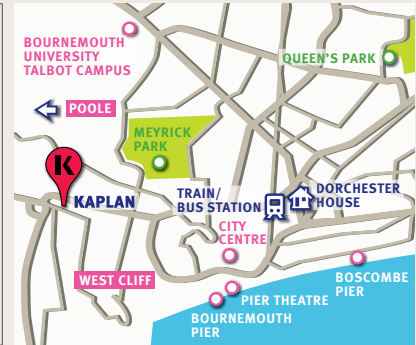 BOURNEMOUTH
UNIVERSITY
TALBOT CAMPUS
QUEEN'S PARK
POOLE
MEYRICK
PARK
K
KAPLAN
TRAIN/
BUS STATION
DORCHESTER
HOUSE
CITY
CENTRE
WEST CLIFF
BOSCOMBE
PIER
PIER THEATRE
BOURNEMOUTH
PIER